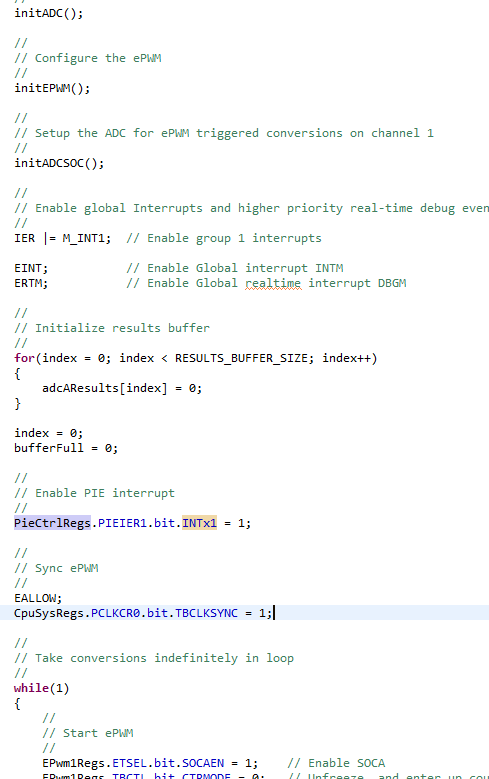 //
initADC();
//
// Configure the ePWM
//
initEPWM();
//
// Setup the ADC for ePWM triggered conversions on channel 1
//
initADCSOC();
//
// Enable global Interrupts and higher priority real-time debug even
//
IER |= M_INT1;  // Enable group 1 interrupts
EINT;          // Enable Global interrupt INTM
ERTM;          // Enable Global realtime interrupt DBGM
//
// Initialize results buffer
//
for(index = 0; index < RESULTS_BUFFER_SIZE; index++)
{
    adcAResults[index] = 0;
}
index = 0;
bufferFull = 0;
//
// Enable PIE interrupt
//
PieCtrlRegs.PIEIER1.bit.INTx1 = 1;
//
// Sync ePWM
//
EALLOW;
CpuSysRegs.PCLKCR0.bit.TBCLKSYNC = 1;
//
// Take conversions indefinitely in loop
//
while(1)
{
    //
    // Start ePWM
    //
    EPwm1Regs.ETSEL.bit.SOCAEN = 1;    // Enable SOCA
    EPwm1Regs.TBCTL.bit.CTRMODE = 0;   // Unfreeze, and enter up cou